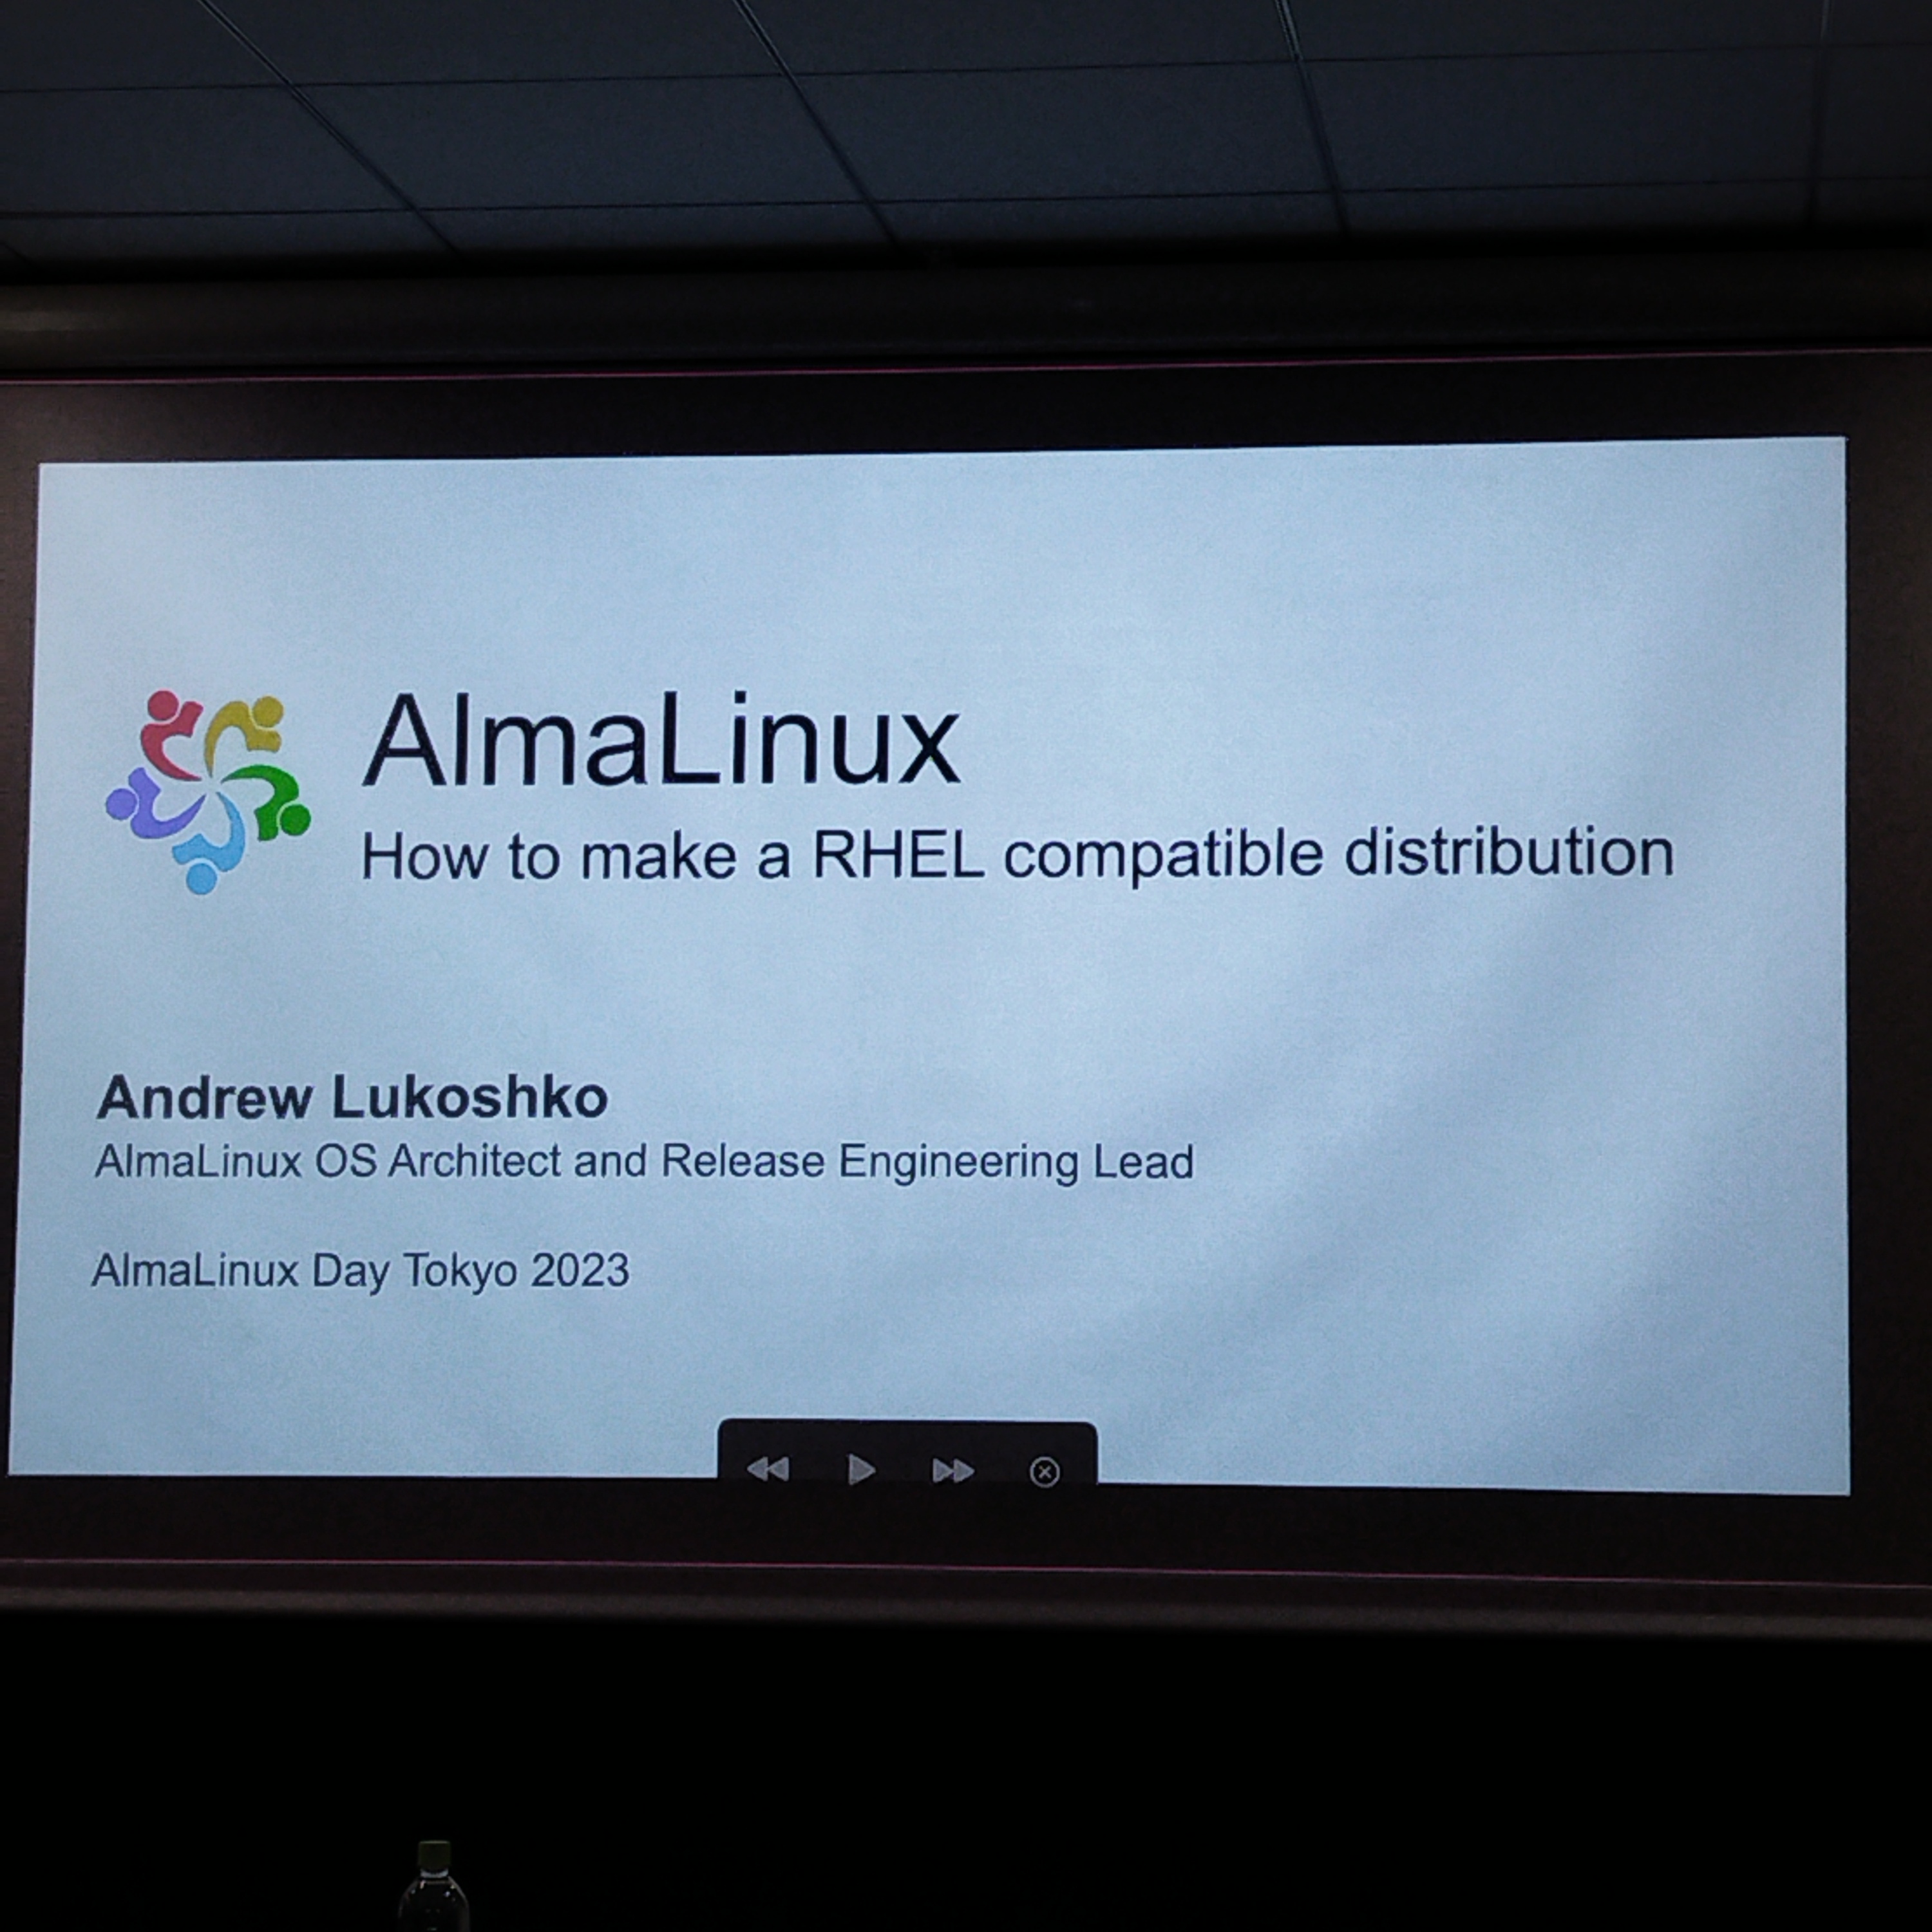 AlmaLinux
How to make a RHEL compatible distribution
Andrew Lukoshko
AlmaLinux OS Architect and Release Engineering Lead
AlmaLinux Day Tokyo 2023